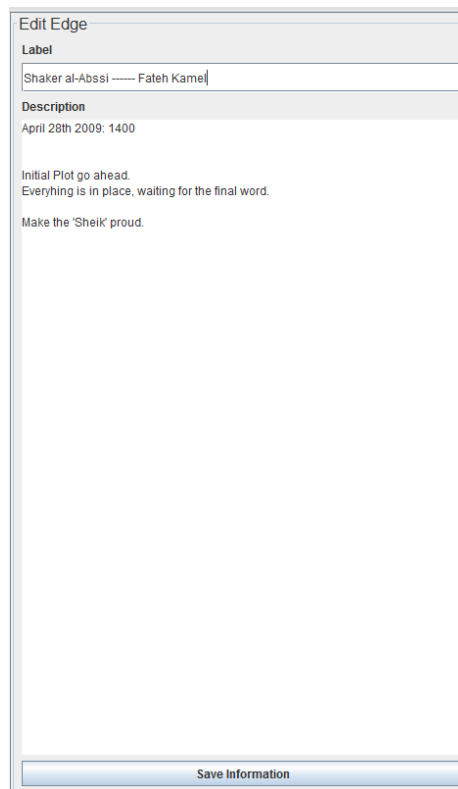 Edit Edge
Label
Shaker al-Abssi ------ Fateh Kamel
Description
April 28th 2009: 1400
Initial Plot go ahead.
Everyhing is in place, waiting for the final word.
Make the 'Sheik' proud.
Save Information